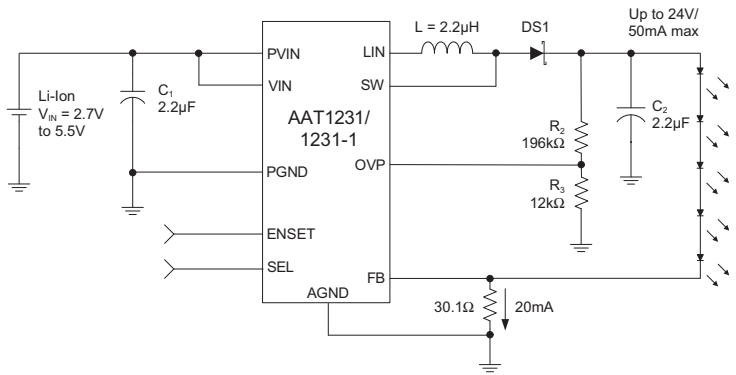 L = 2.2µH
DS1
Up to 24V/
50mA max
PVIN
LIN
VIN
SW
Li-Ion
V_IN = 2.7V
to 5.5V
C₁
2.2µF
AAT1231/
1231-1
R₂
196kΩ
C₂
2.2µF
PGND
OVP
R₃
12kΩ
ENSET
SEL
FB
AGND
30.1Ω
20mA